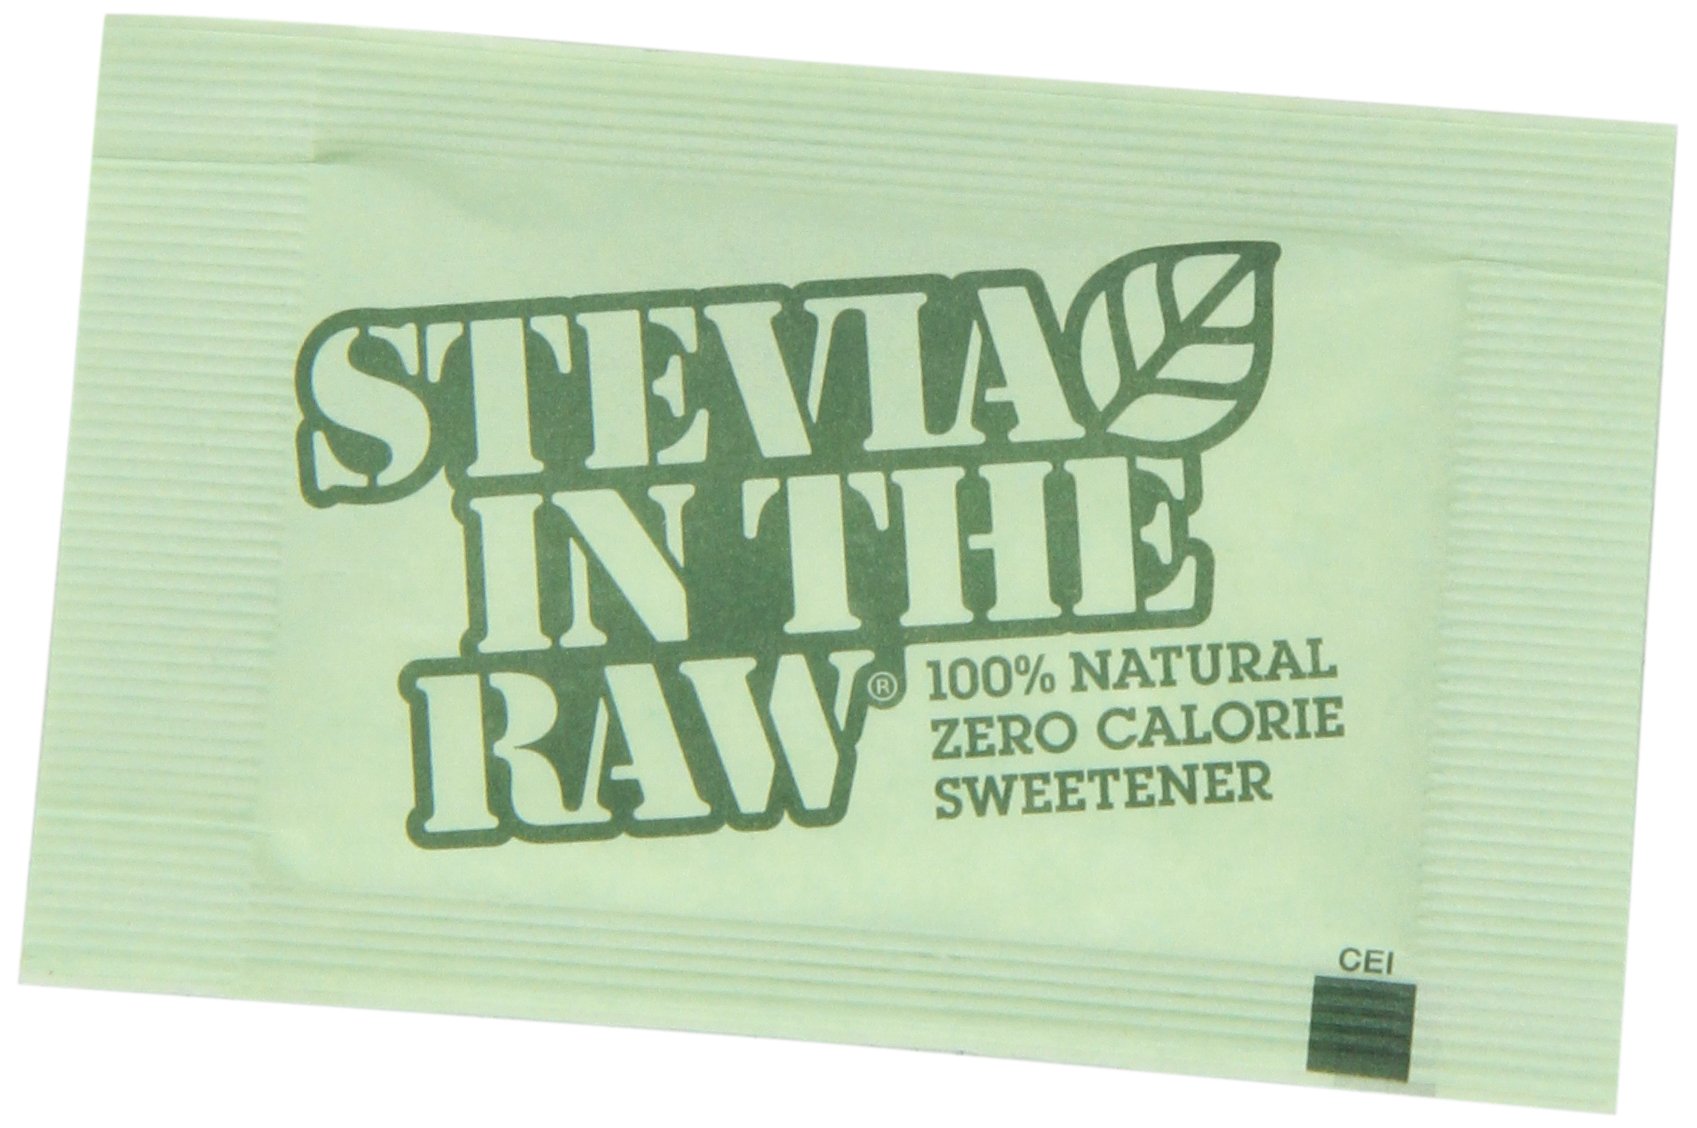 STEVIA
IN THE
RAW®
100% NATURAL
ZERO CALORIE
SWEETENER
CEI